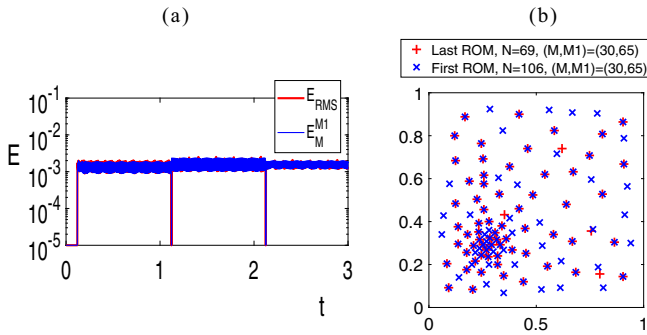 (a)
E
10^-1
10^-2
10^-3
10^-4
10^-5
0 1 2 3
t
E_RMS
E_M^M1
(b)
+ Last ROM, N=69, (M,M1)=(30,65)
× First ROM, N=106, (M,M1)=(30,65)
1
0.8
0.6
0.4
0.2
0
0 0.5 1